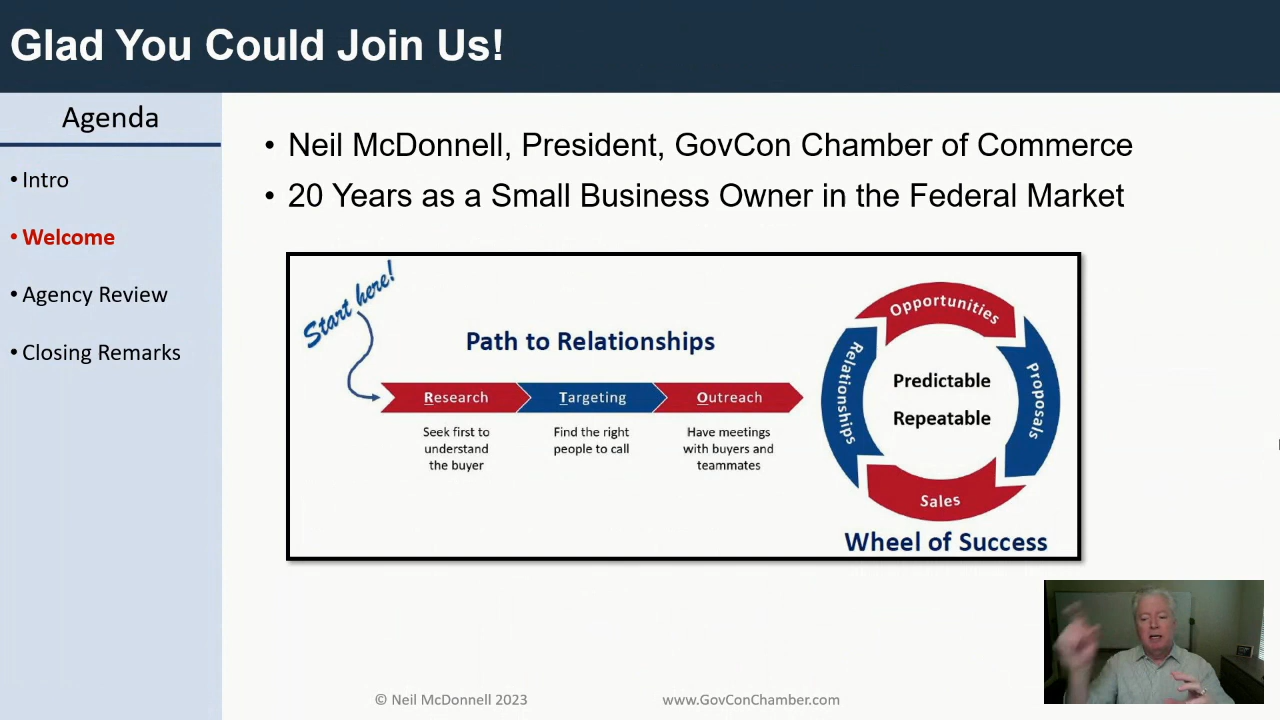 Glad You Could Join Us!
Agenda
• Intro
• Welcome
• Agency Review
• Closing Remarks
• Neil McDonnell, President, GovCon Chamber of Commerce
• 20 Years as a Small Business Owner in the Federal Market
Start here!
Path to Relationships
Research
Targeting
Outreach
Seek first to
understand
the buyer
Find the right
people to call
Have meetings
with buyers and
teammates
Opportunities
Proposals
Sales
Relationships
Predictable
Repeatable
Wheel of Success
© Neil McDonnell 2023
www.GovConChamber.com